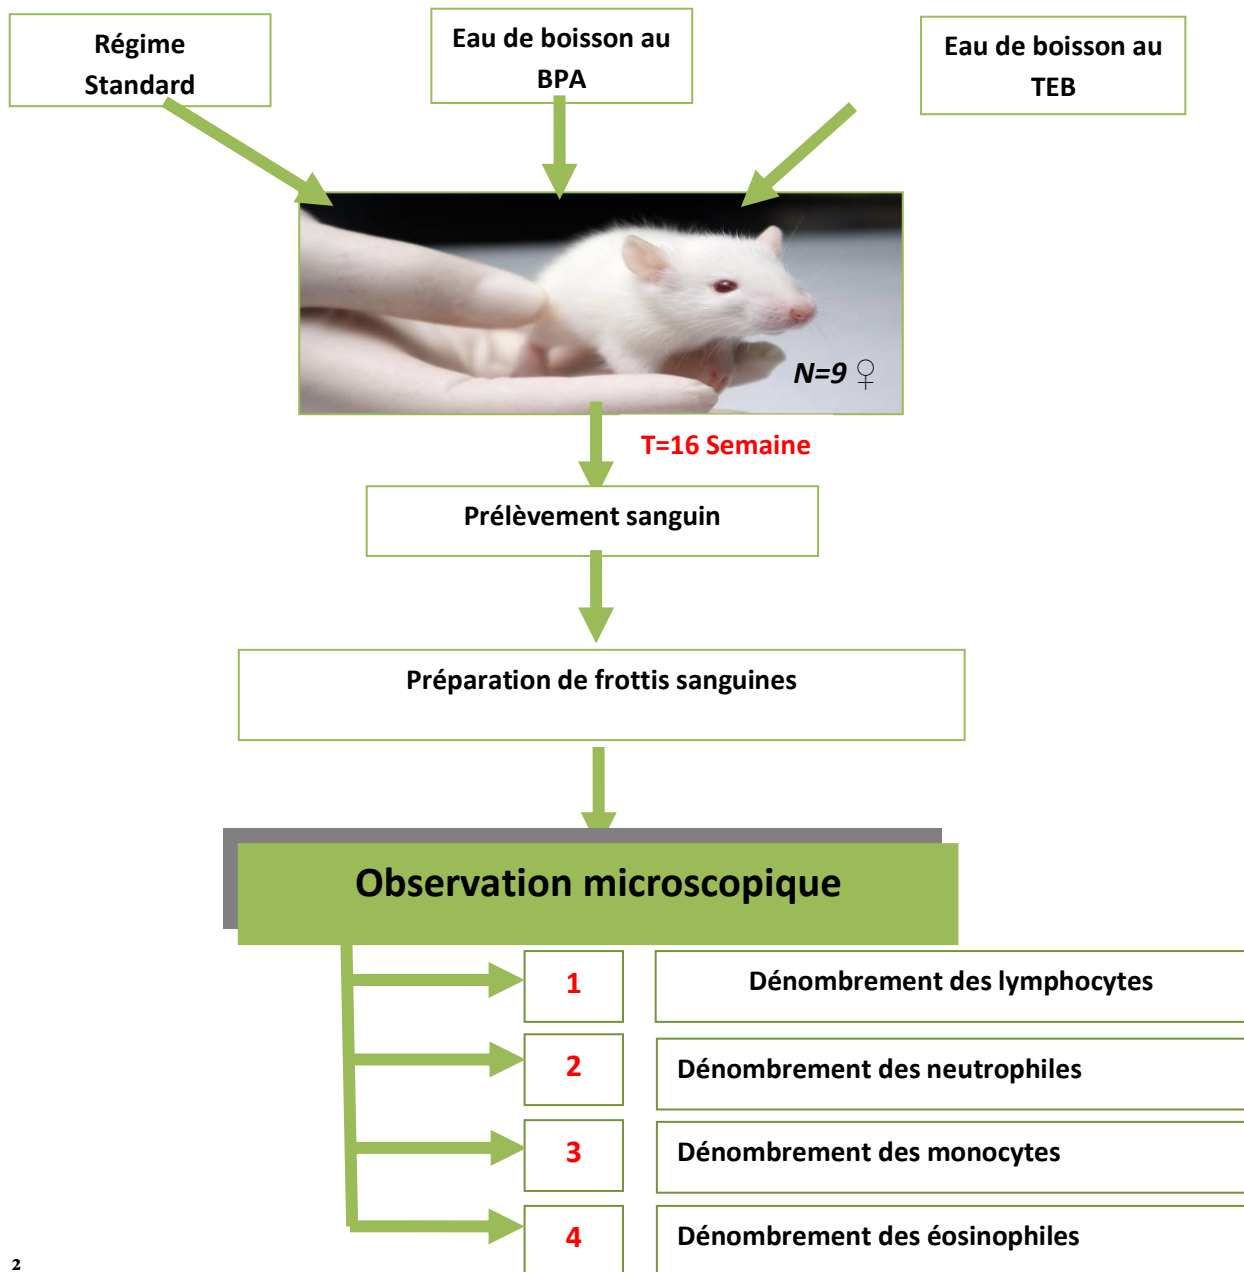 Régime
Standard
Eau de boisson au
BPA
Eau de boisson au
TEB
N=9 ♀
T=16 Semaine
Prélèvement sanguin
Préparation de frottis sanguines
Observation microscopique
1 Dénombrement des lymphocytes
2 Dénombrement des neutrophiles
3 Dénombrement des monocytes
4 Dénombrement des éosinophiles
2